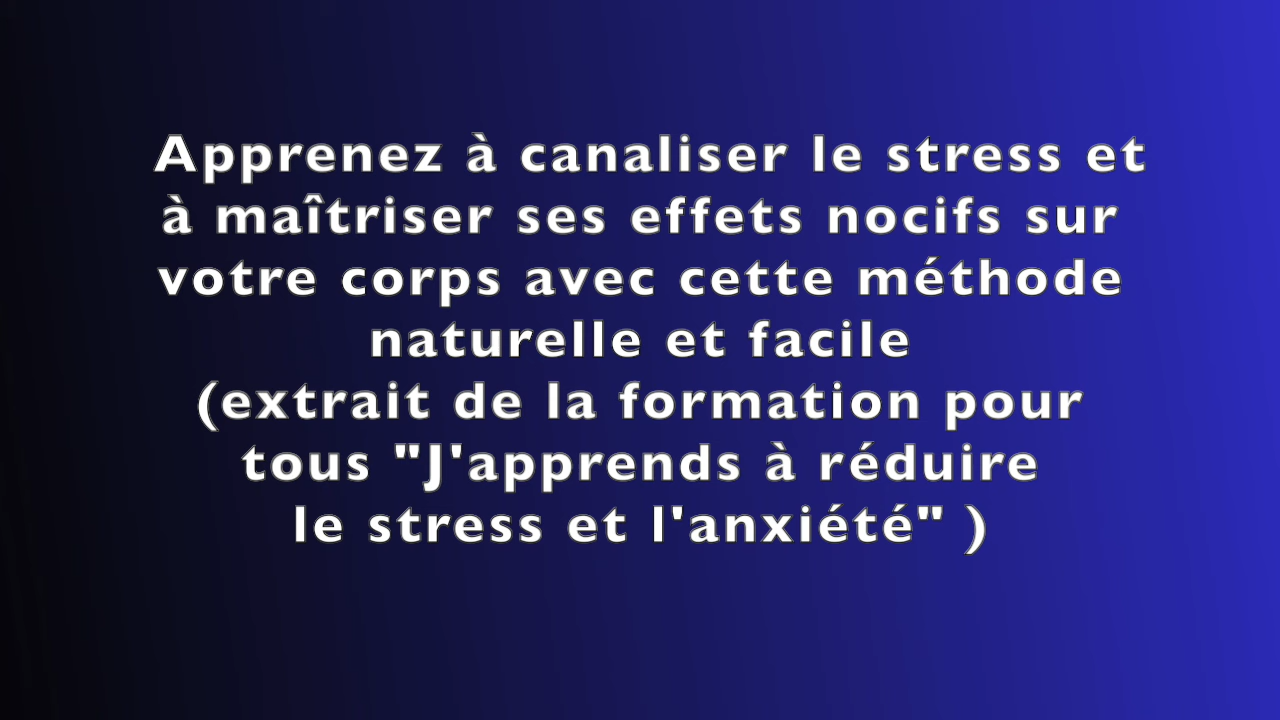 Apprenez à canaliser le stress et
à maîtriser ses effets nocifs sur
votre corps avec cette méthode
naturelle et facile
(extrait de la formation pour
tous "J'apprends à réduire
le stress et l'anxiété" )